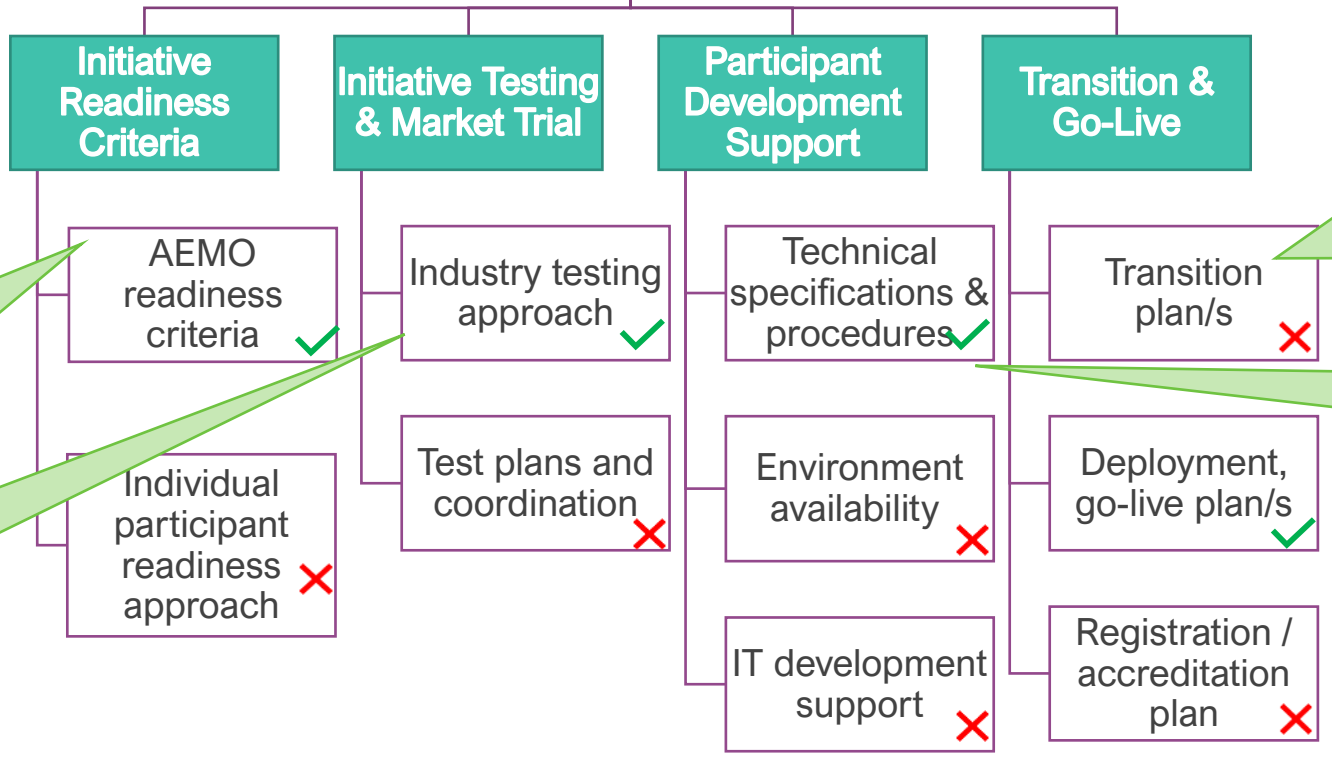 Initiative
Readiness
Criteria
AEMO
readiness
criteria
Individual
participant
readiness
approach
Initiative Testing
& Market Trial
Industry testing
approach
Test plans and
coordination
Participant
Development
Support
Technical
specifications &
procedures
Environment
availability
IT development
support
Transition &
Go-Live
Transition
plan/s
Deployment,
go-live plan/s
Registration /
accreditation
plan